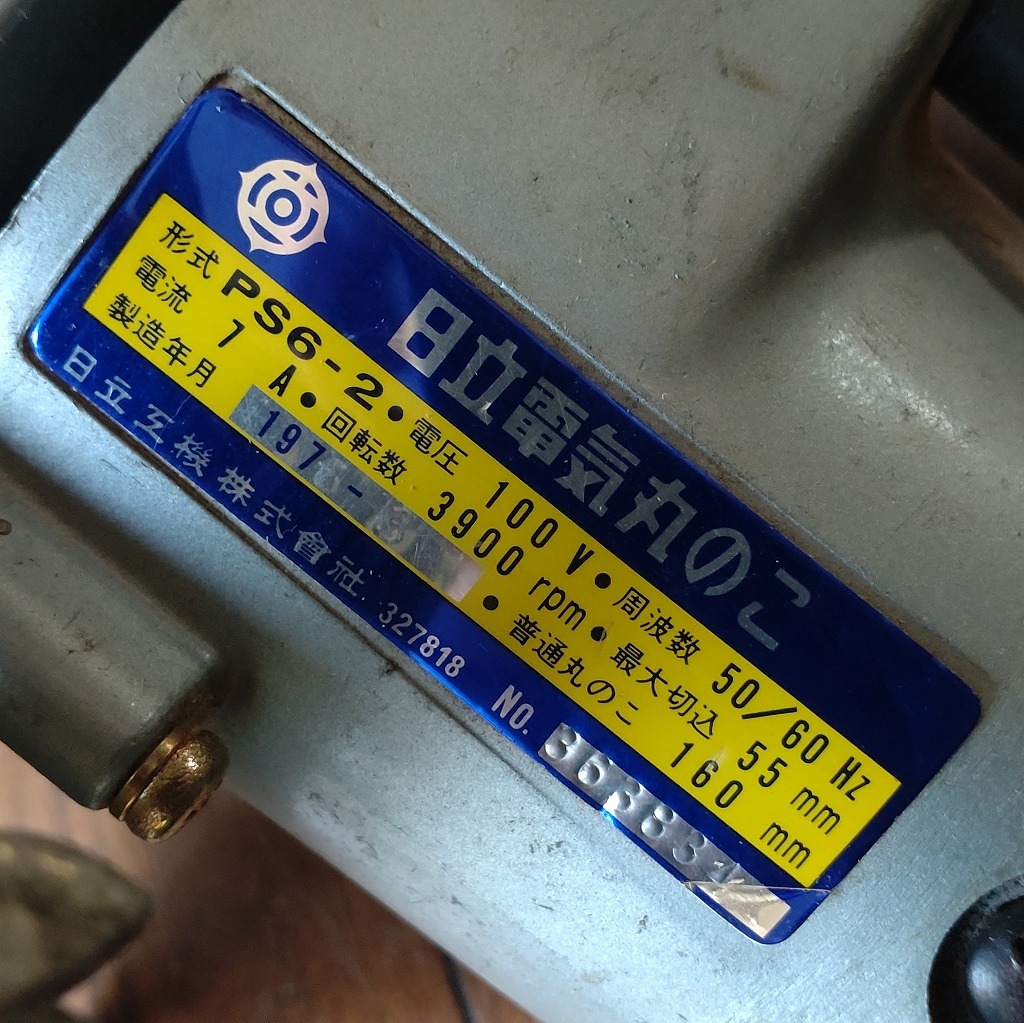 日立電気丸のこ
形式 PS6-2・電圧 100 V・周波数 50/60 Hz
電流 7 A・回転数 3900 rpm・最大切込 55 mm
製造年月 197 - ・普通丸のこ 160 mm
日立工機株式會社 327818 NO. 36383